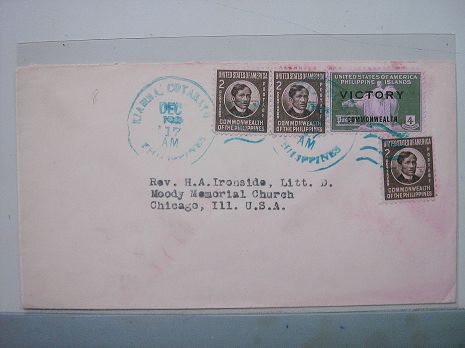 KIAMBA, COTABATO
DEC
17
AM
PHILIPPINES
UNITED STATES OF AMERICA
2
COMMONWEALTH
OF THE PHILIPPINES
UNITED STATES OF AMERICA
2
COMMONWEALTH
OF THE PHILIPPINES
UNITED STATES OF AMERICA
PHILIPPINE ISLANDS
VICTORY
COMMONWEALTH
4
AM
PHILIPPINES
UNITED STATES OF AMERICA
2
COMMONWEALTH
OF THE PHILIPPINES
Rev. H.A.Ironside, Litt. D.
Moody Memorial Church
Chicago, Ill. U.S.A.